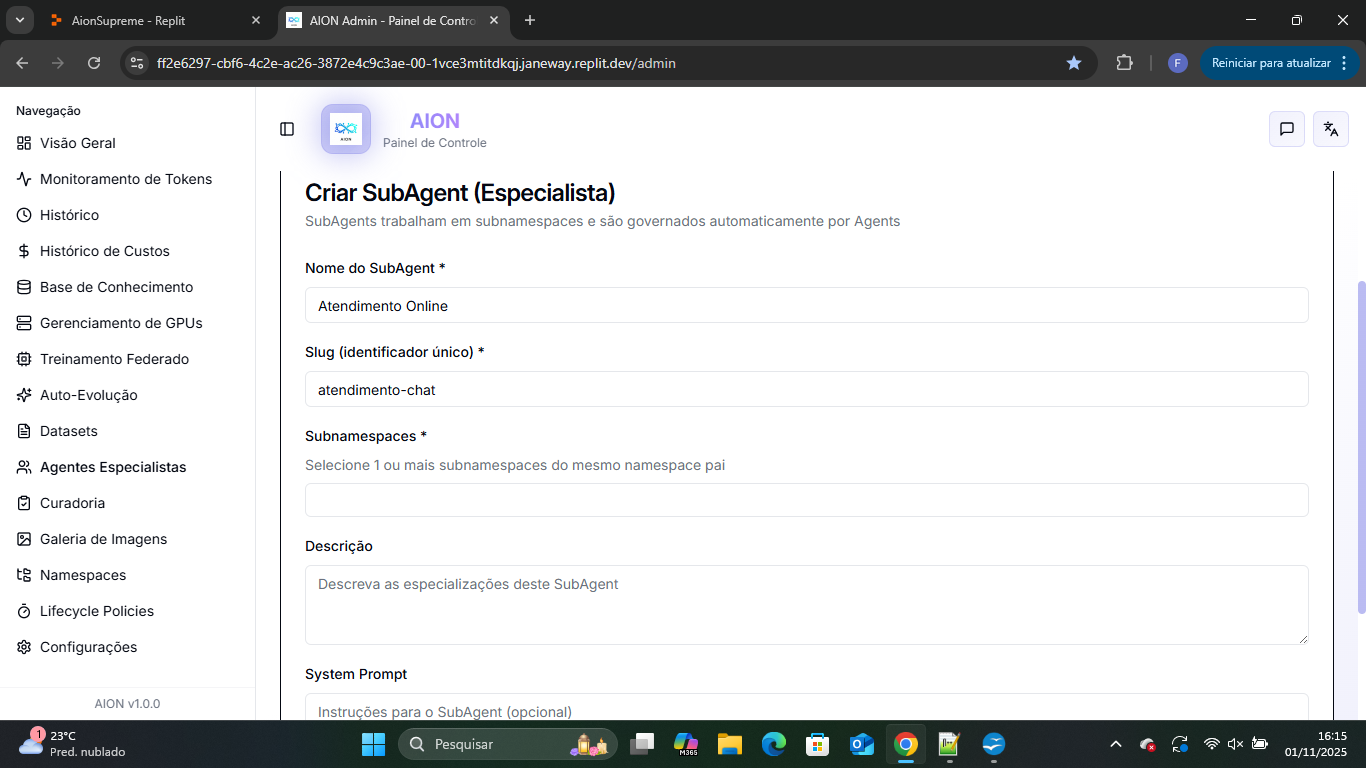 AionSupreme - Replit
AION Admin - Painel de Contro
ff2e6297-cbf6-4c2e-ac26-3872e4c9c3ae-00-1vce3mtitdkqj.janeway.replit.dev/admin
F
Reiniciar para atualizar
Navegação
Visão Geral
Monitoramento de Tokens
Histórico
Histórico de Custos
Base de Conhecimento
Gerenciamento de GPUs
Treinamento Federado
Auto-Evolução
Datasets
Agentes Especialistas
Curadoria
Galeria de Imagens
Namespaces
Lifecycle Policies
Configurações
AION v1.0.0
AION
AION
Painel de Controle
Criar SubAgent (Especialista)
SubAgents trabalham em subnamespaces e são governados automaticamente por Agents
Nome do SubAgent *
Atendimento Online
Slug (identificador único) *
atendimento-chat
Subnamespaces *
Selecione 1 ou mais subnamespaces do mesmo namespace pai
Descrição
Descreva as especializações deste SubAgent
System Prompt
Instruções para o SubAgent (opcional)
1
23°C
Pred. nublado
Pesquisar
M365
16:15
01/11/2025